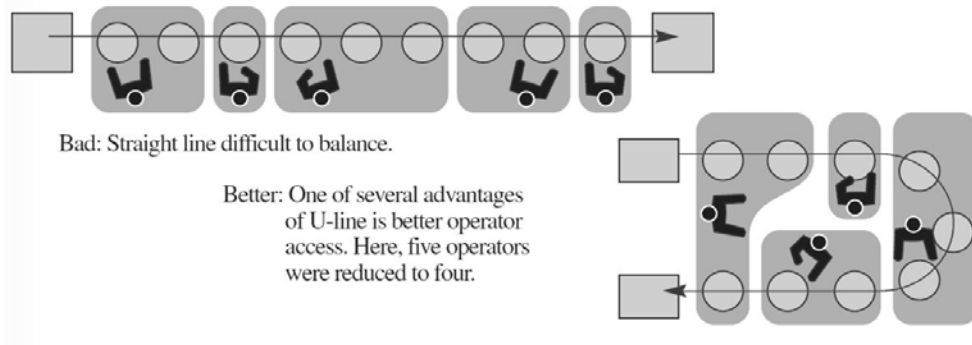 Bad: Straight line difficult to balance.
Better: One of several advantages
of U-line is better operator
access. Here, five operators
were reduced to four.